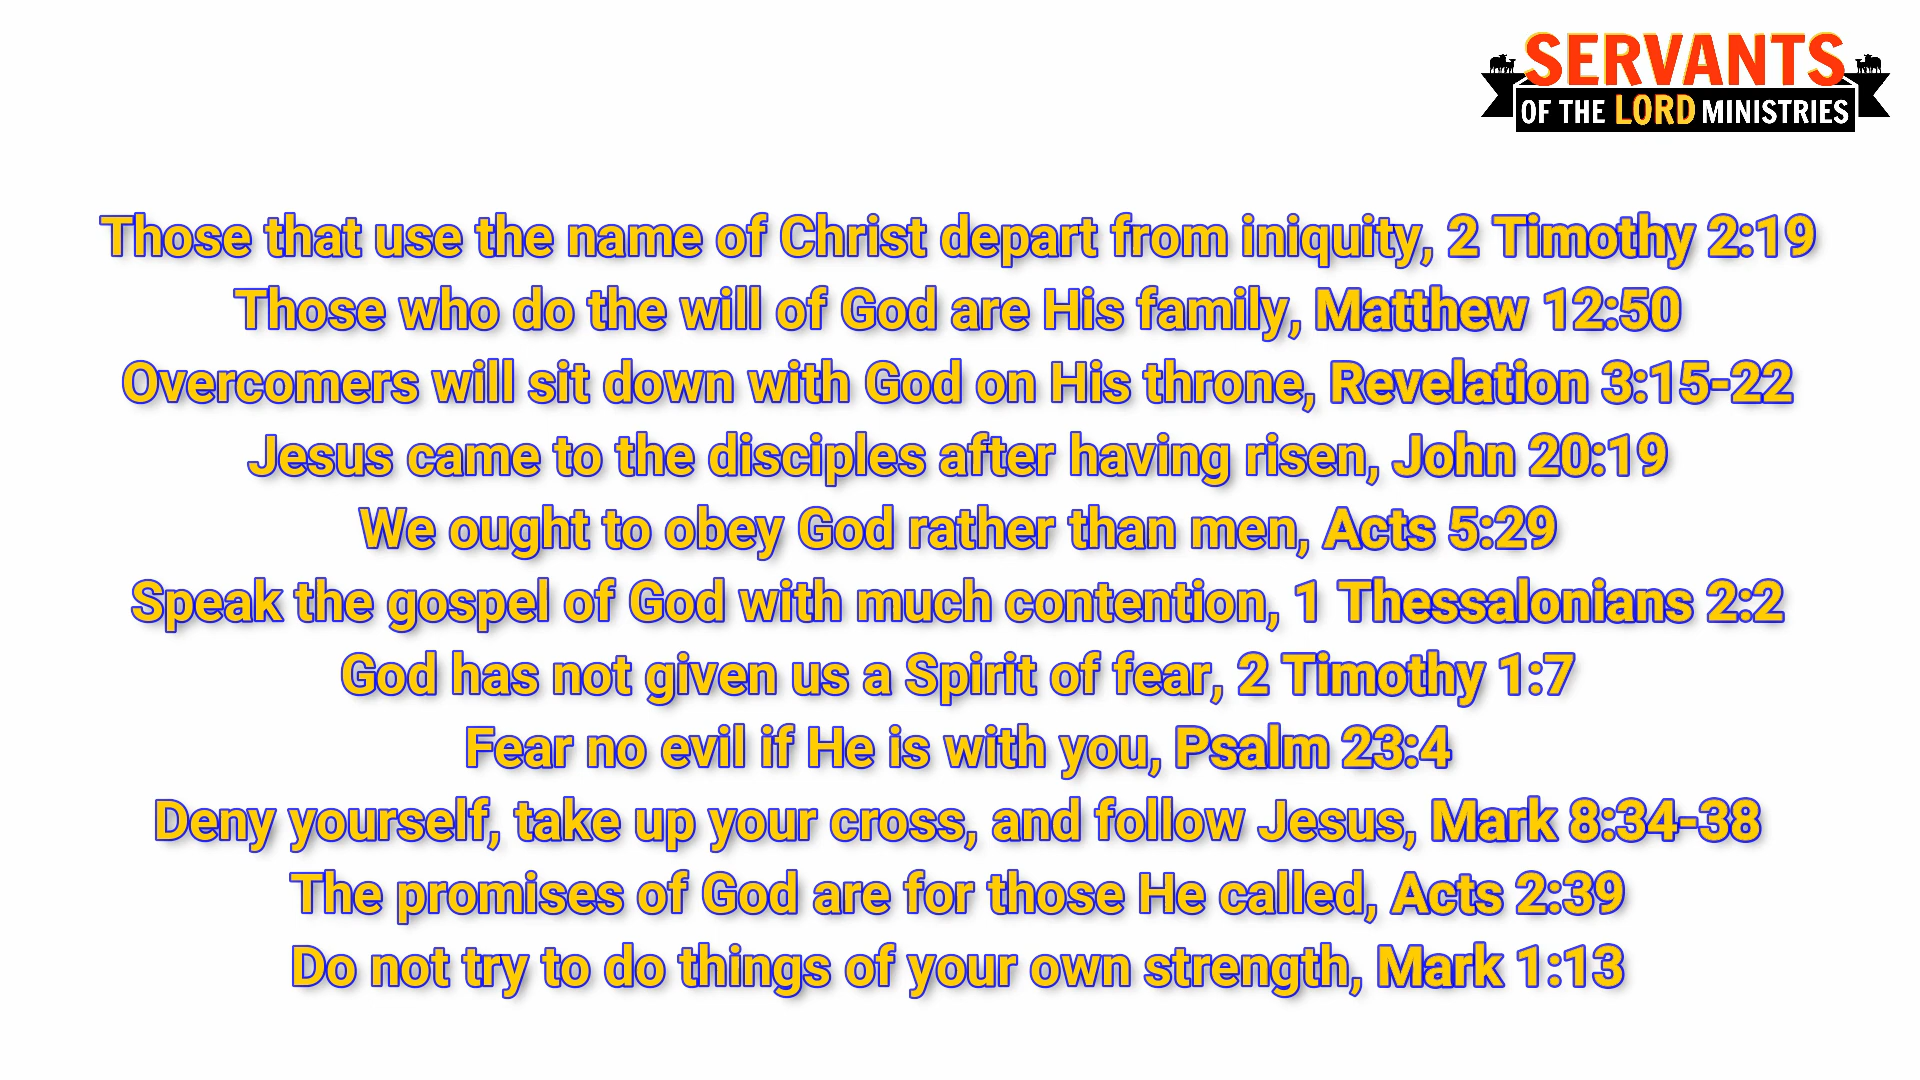 SERVANTS
OF THE LORD MINISTRIES
Those that use the name of Christ depart from iniquity, 2 Timothy 2:19
Those who do the will of God are His family, Matthew 12:50
Overcomers will sit down with God on His throne, Revelation 3:15-22
Jesus came to the disciples after having risen, John 20:19
We ought to obey God rather than men, Acts 5:29
Speak the gospel of God with much contention, 1 Thessalonians 2:2
God has not given us a Spirit of fear, 2 Timothy 1:7
Fear no evil if He is with you, Psalm 23:4
Deny yourself, take up your cross, and follow Jesus, Mark 8:34-38
The promises of God are for those He called, Acts 2:39
Do not try to do things of your own strength, Mark 1:13